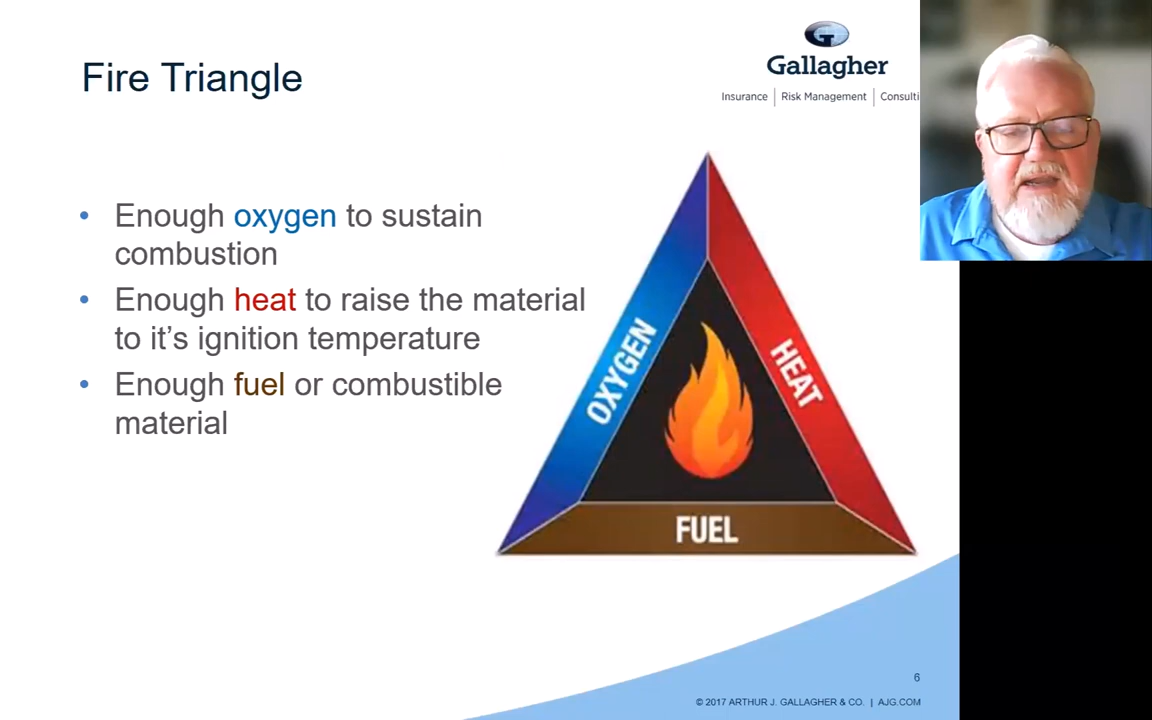 Fire Triangle
Gallagher
Insurance | Risk Management | Consulti
Enough oxygen to sustain
combustion
Enough heat to raise the material
to it's ignition temperature
Enough fuel or combustible
material
OXYGEN
HEAT
FUEL
6
© 2017 ARTHUR J. GALLAGHER & CO. | AJG.COM